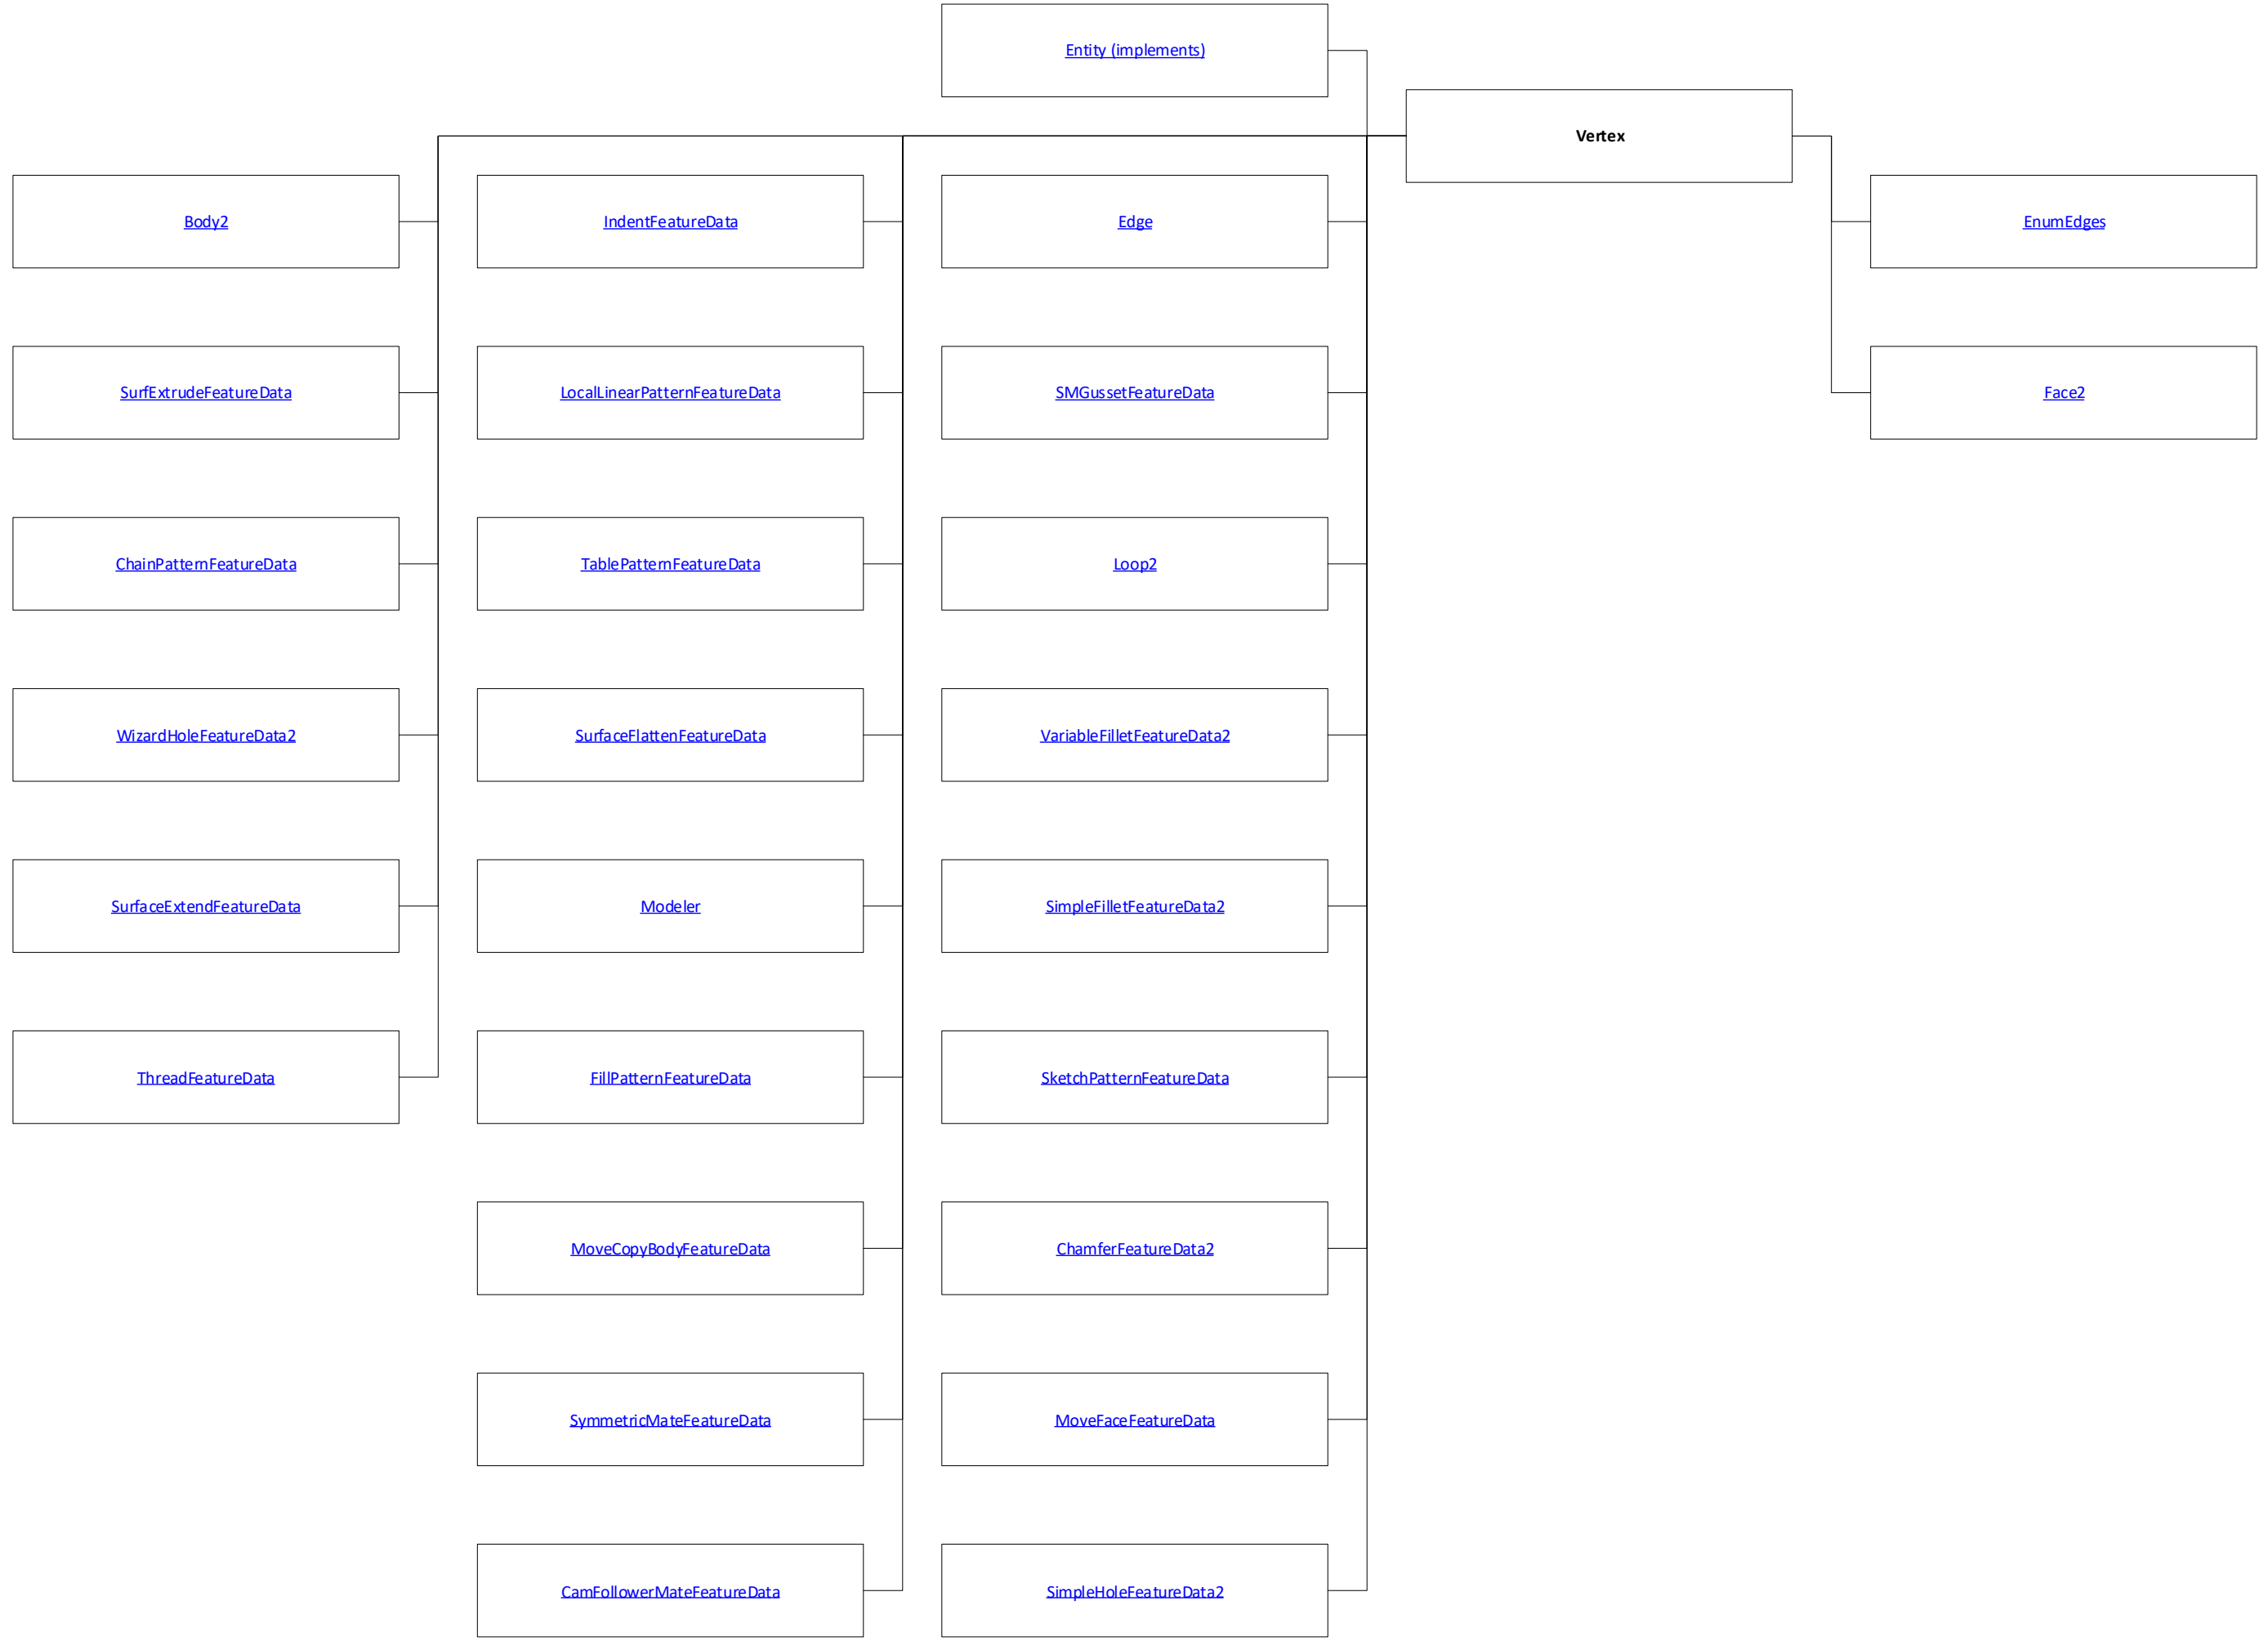 Entity (implements)
Vertex
Body2
IndentFeatureData
Edge
EnumEdges
SurfExtrudeFeatureData
LocalLinearPatternFeatureData
SMGussetFeatureData
Face2
ChainPatternFeatureData
TablePatternFeatureData
Loop2
WizardHoleFeatureData2
SurfaceFlattenFeatureData
VariableFilletFeatureData2
SurfaceExtendFeatureData
Modeler
SimpleFilletFeatureData2
ThreadFeatureData
FillPatternFeatureData
SketchPatternFeatureData
MoveCopyBodyFeatureData
ChamferFeatureData2
SymmetricMateFeatureData
MoveFaceFeatureData
CamFollowerMateFeatureData
SimpleHoleFeatureData2